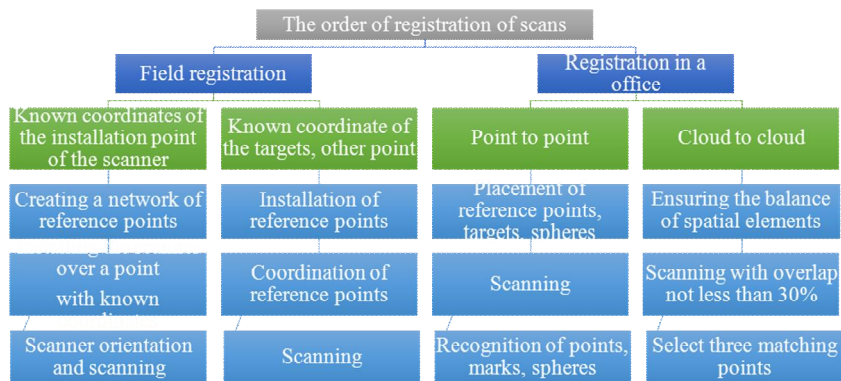 The order of registration of scans
Field registration
Registration in a
office
Known coordinates of
the installation point
of the scanner
Known coordinate of
the targets, other point
Point to point
Cloud to cloud
Creating a network of
reference points
Installation of
reference points
Placement of
reference points,
targets, spheres
Ensuring the balance
of spatial elements
over a point
with known
Coordination of
reference points
Scanning
Scanning with overlap
not less than 30%
Scanner orientation
and scanning
Scanning
Recognition of points,
marks, spheres
Select three matching
points